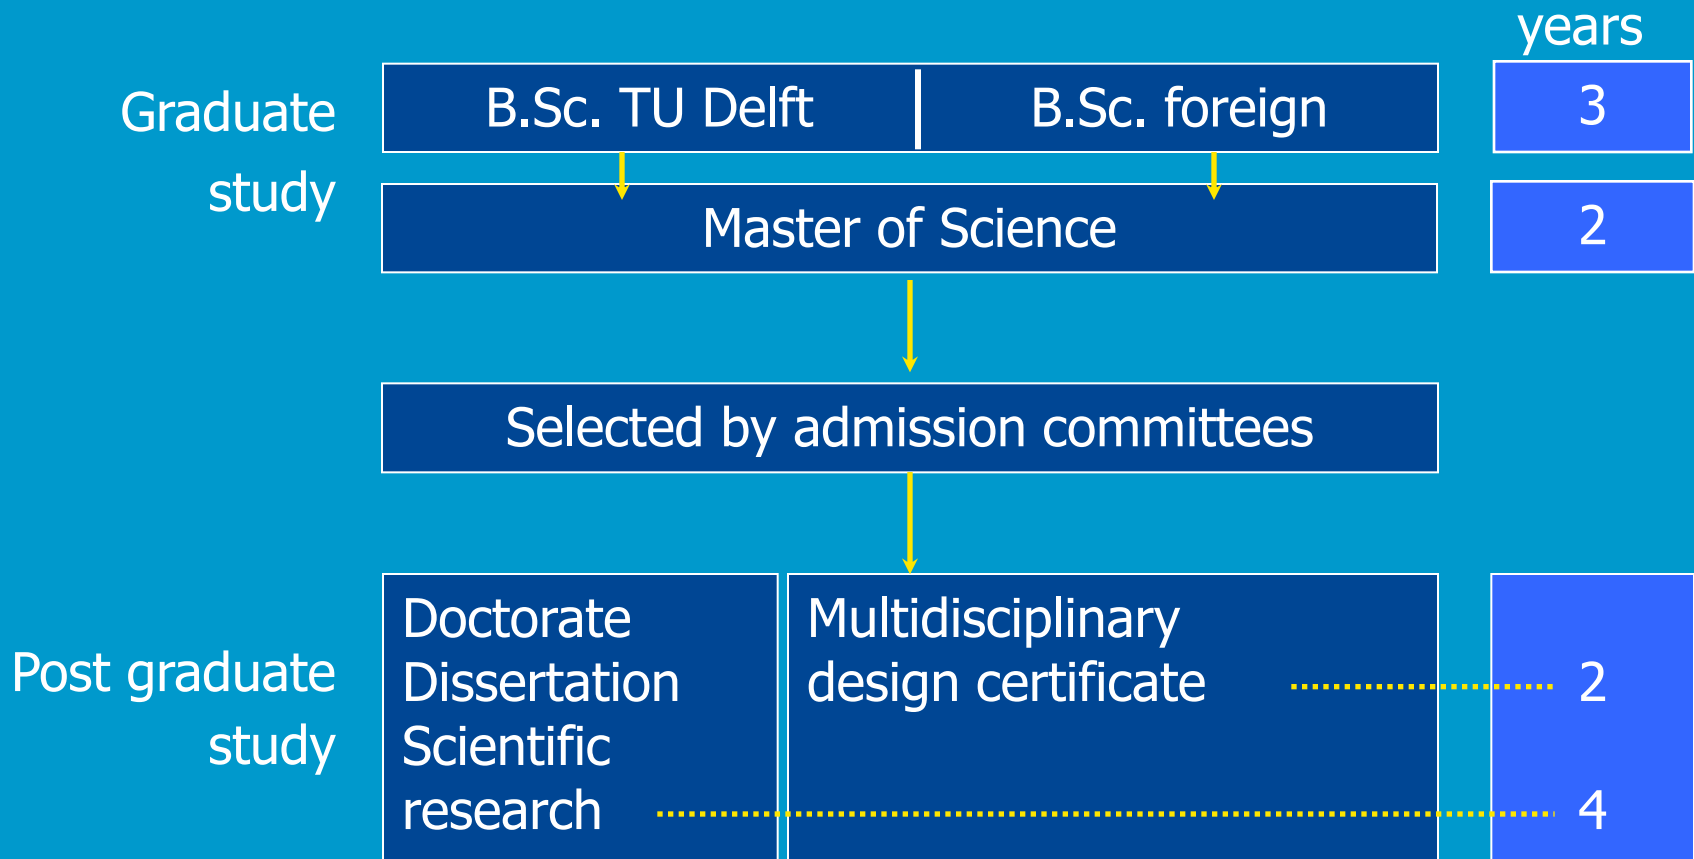 years
Graduate
study
B.Sc. TU Delft
B.Sc. foreign
3
Master of Science
2
Selected by admission committees
Post graduate
study
Doctorate
Dissertation
Scientific
research
Multidisciplinary
design certificate
2
4